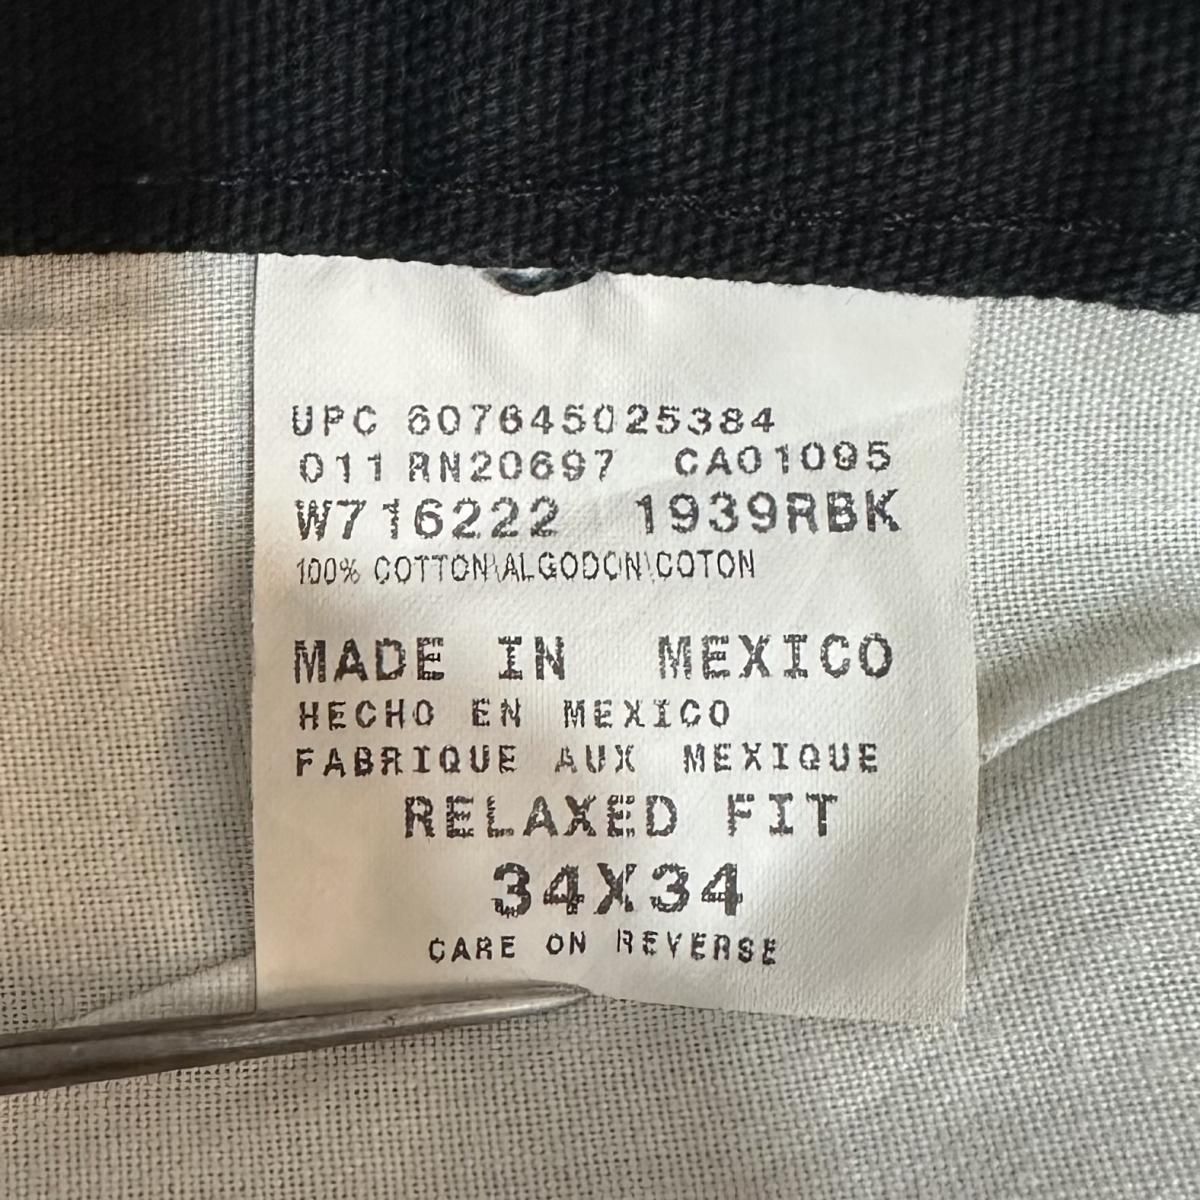 UPC 607645025384
011 RN20697 CA01095
W716222 1939RBK
100% COTTON\ALGODON\COTON
MADE IN MEXICO
HECHO EN MEXICO
FABRIQUE AUX MEXIQUE
RELAXED FIT
34X34
CARE ON REVERSE